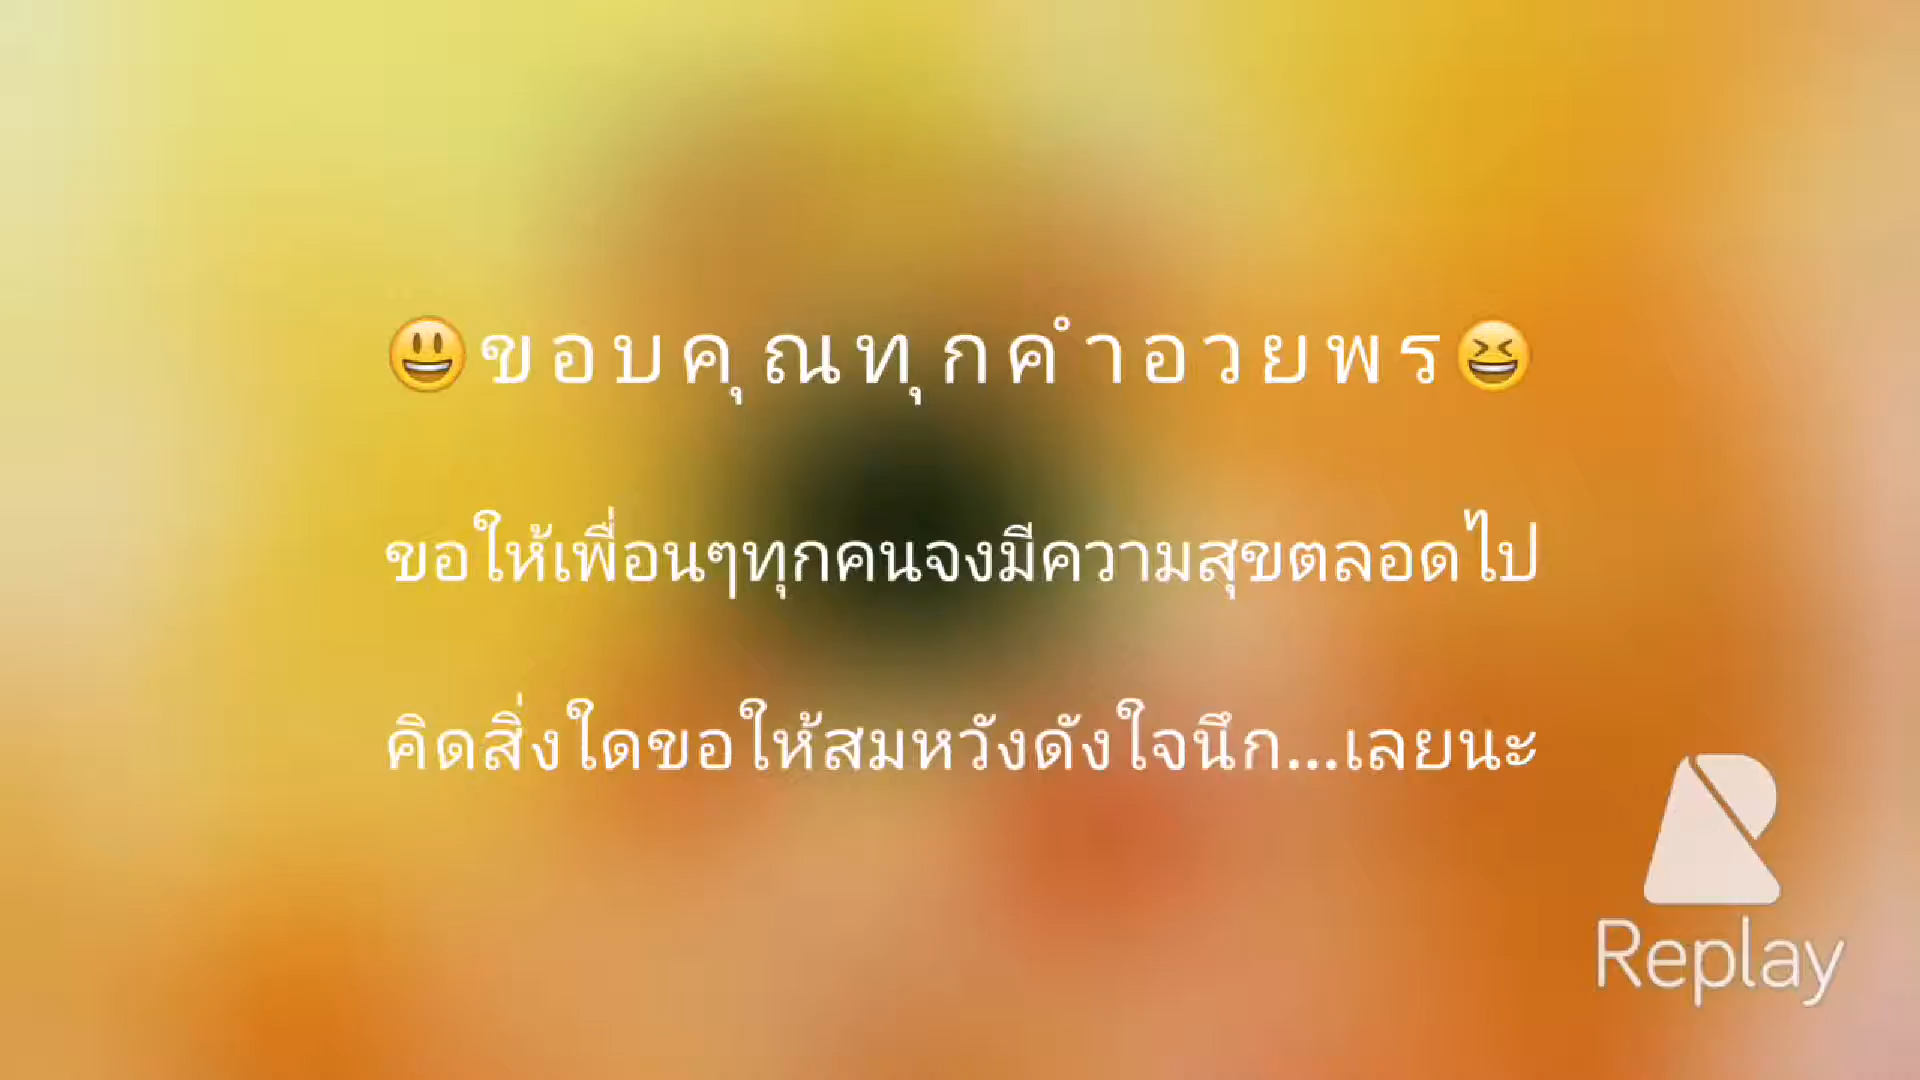 😃ขอบคุณทุกคำอวยพร😆
ขอให้เพื่อนๆทุกคนจงมีความสุขตลอดไป
คิดสิ่งใดขอให้สมหวังดังใจนึก...เลยนะ
Replay